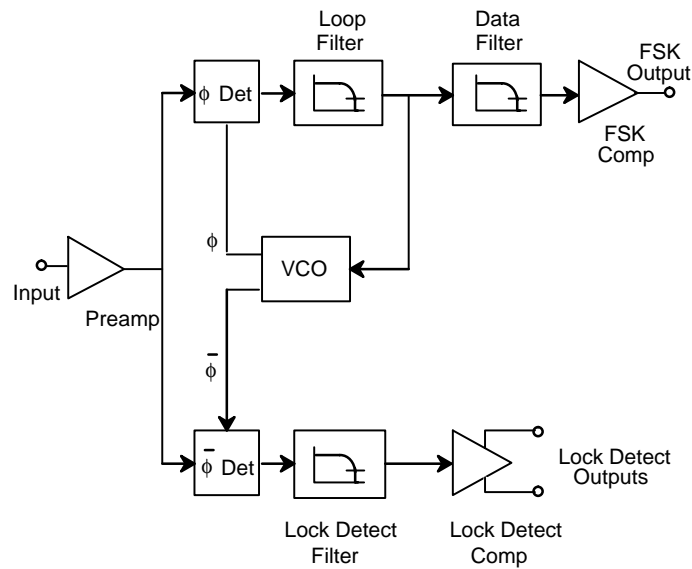 Loop
Filter
Data
Filter
FSK
Output
ϕ Det
FSK
Comp
ϕ
VCO
Input
Preamp
ϕ̅
ϕ̅ Det
Lock Detect
Outputs
Lock Detect
Filter
Lock Detect
Comp